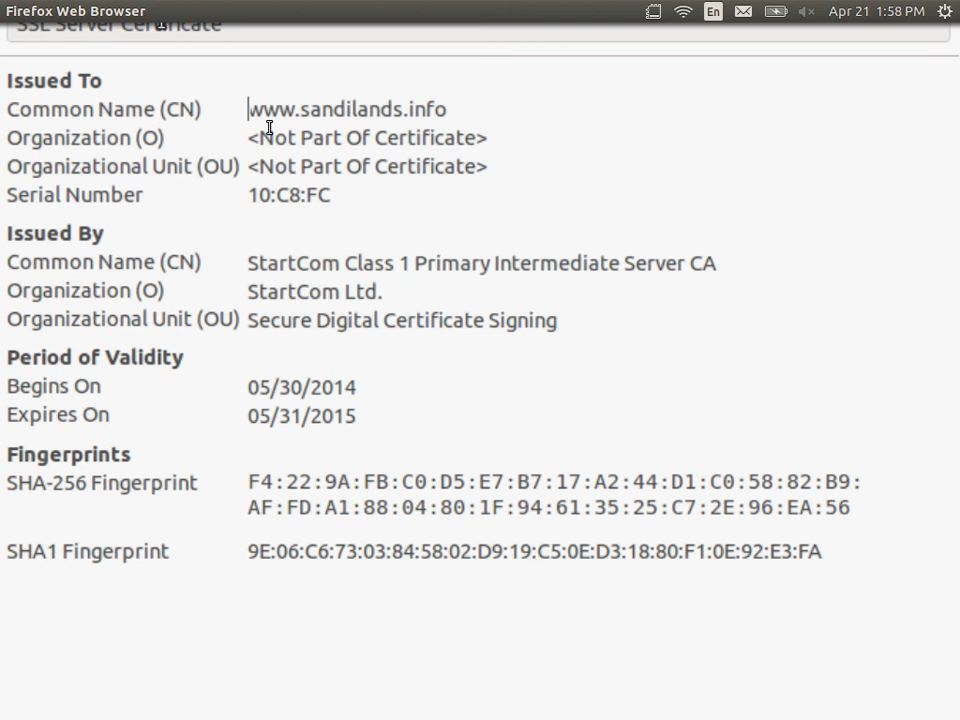 Firefox Web Browser En Apr 21 1:58 PM
SSL Server Certificate
Issued To
Common Name (CN) www.sandilands.info
Organization (O) <Not Part Of Certificate>
Organizational Unit (OU) <Not Part Of Certificate>
Serial Number 10:C8:FC
Issued By
Common Name (CN) StartCom Class 1 Primary Intermediate Server CA
Organization (O) StartCom Ltd.
Organizational Unit (OU) Secure Digital Certificate Signing
Period of Validity
Begins On 05/30/2014
Expires On 05/31/2015
Fingerprints
SHA-256 Fingerprint F4:22:9A:FB:C0:D5:E7:B7:17:A2:44:D1:C0:58:82:B9:
AF:FD:A1:88:04:80:1F:94:61:35:25:C7:2E:96:EA:56
SHA1 Fingerprint 9E:06:C6:73:03:84:58:02:D9:19:C5:0E:D3:18:80:F1:0E:92:E3:FA